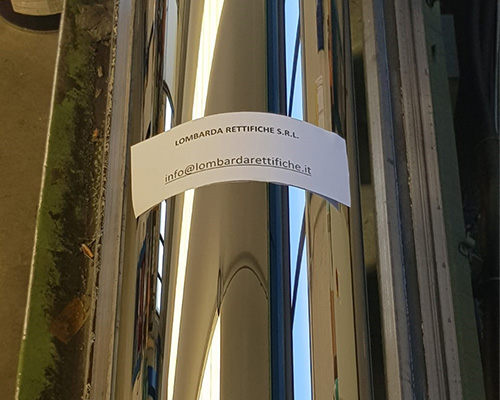 LOMBARDA RETTIFICHE S.R.L.
info@lombardarettifiche.it